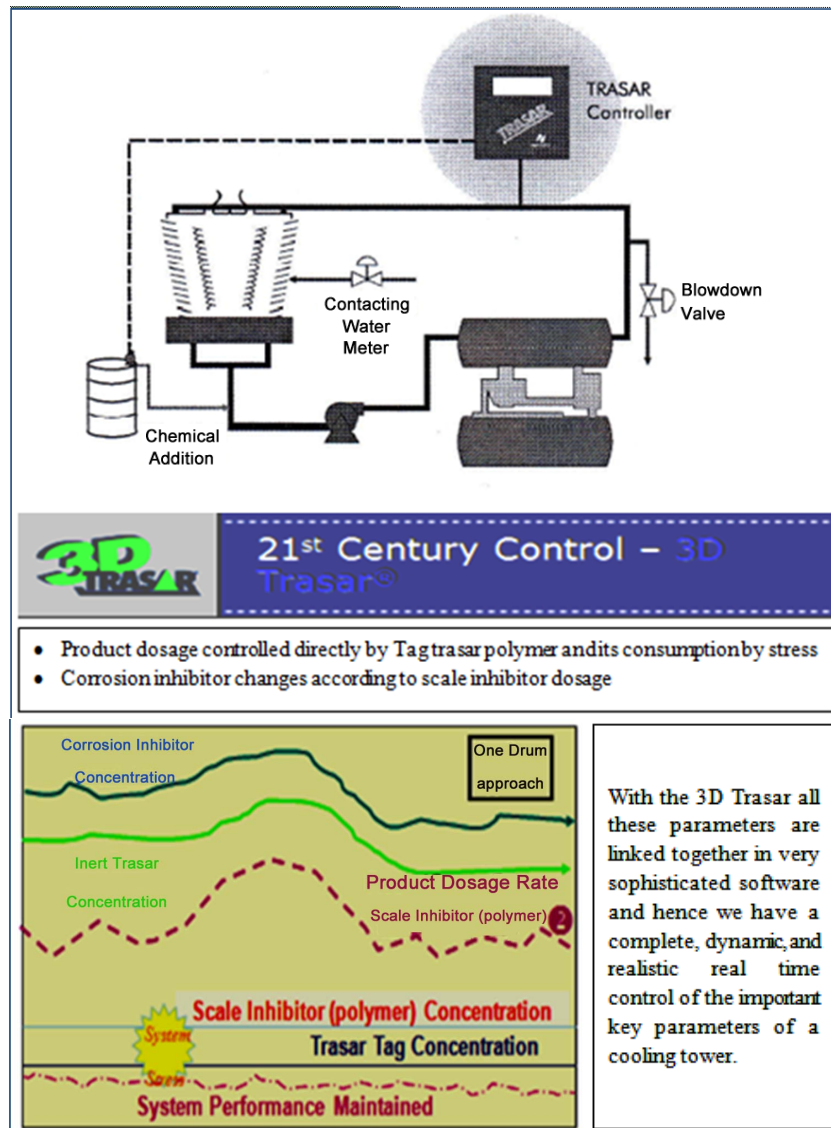 TRASAR
Controller
TRASAR
Contacting
Water
Meter
Blowdown
Valve
Chemical
Addition
3D
TRASAR
21st Century Control – 3D
Trasar®
• Product dosage controlled directly by Tag trasar polymer and its consumption by stress
• Corrosion inhibitor changes according to scale inhibitor dosage
Corrosion Inhibitor
Concentration
One Drum
approach
Inert Trasar
Concentration
Product Dosage Rate
Scale Inhibitor (polymer) 2
Scale Inhibitor (polymer) Concentration
System
Trasar Tag Concentration
Stress
System Performance Maintained
With the 3D Trasar all
these parameters are
linked together in very
sophisticated software
and hence we have a
complete, dynamic, and
realistic real time
control of the important
key parameters of a
cooling tower.